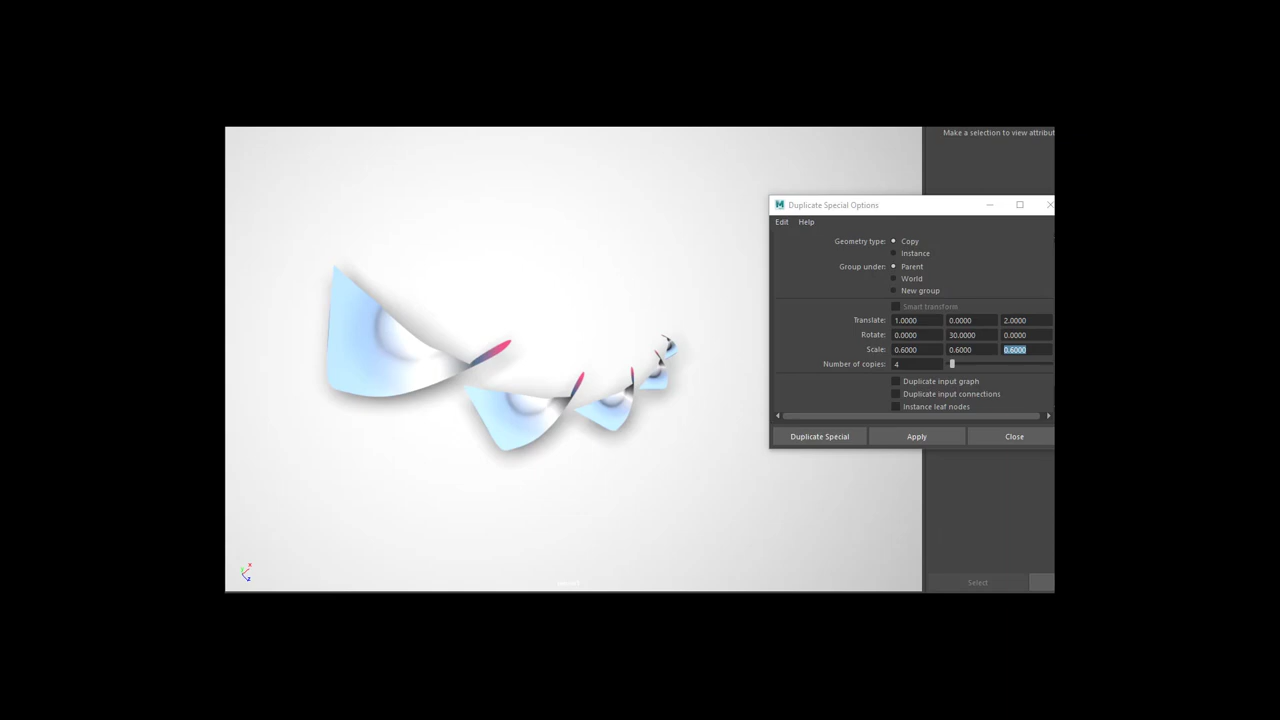 Make a selection to view attribut
M Duplicate Special Options
Edit Help
Geometry type: Copy
Instance
Group under: Parent
World
New group
Smart transform
Translate: 1.0000 0.0000 2.0000
Rotate: 0.0000 30.0000 0.0000
Scale: 0.6000 0.6000 0.6000
Number of copies: 4
Duplicate input graph
Duplicate input connections
Instance leaf nodes
Duplicate Special Apply Close
Select
x
y
z